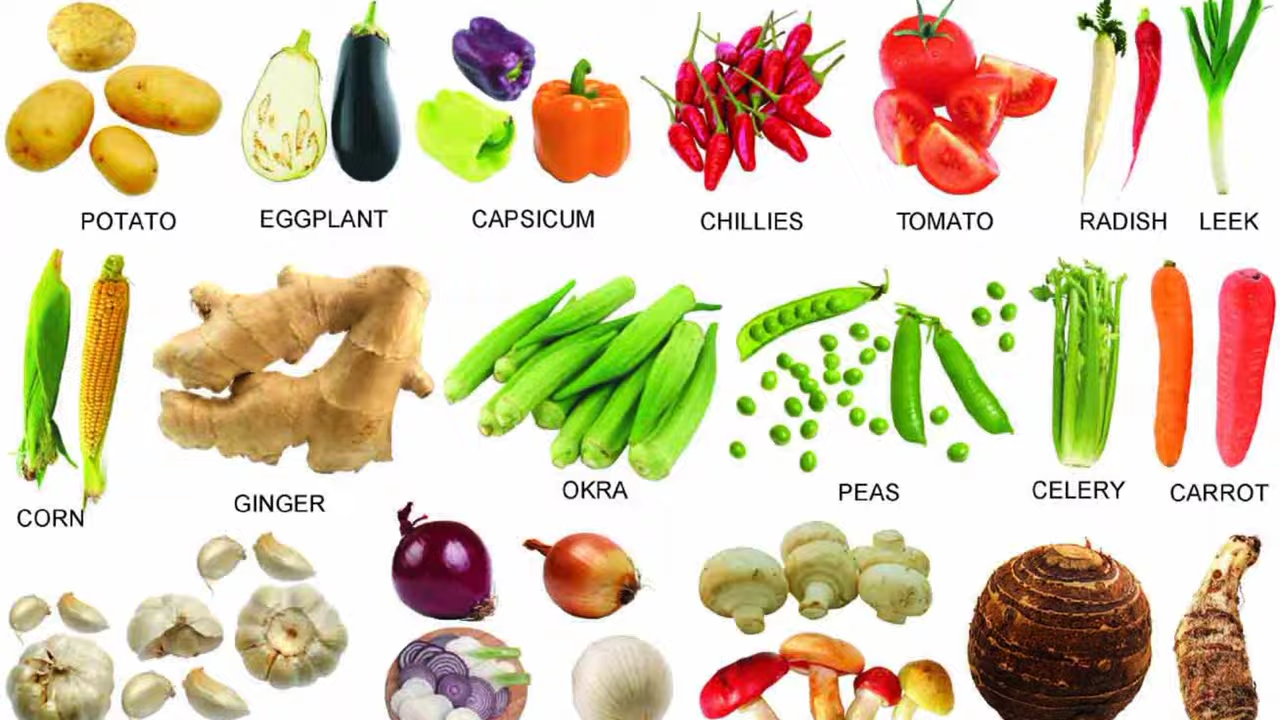 POTATO
EGGPLANT
CAPSICUM
CHILLIES
TOMATO
RADISH
LEEK
CORN
GINGER
OKRA
PEAS
CELERY
CARROT